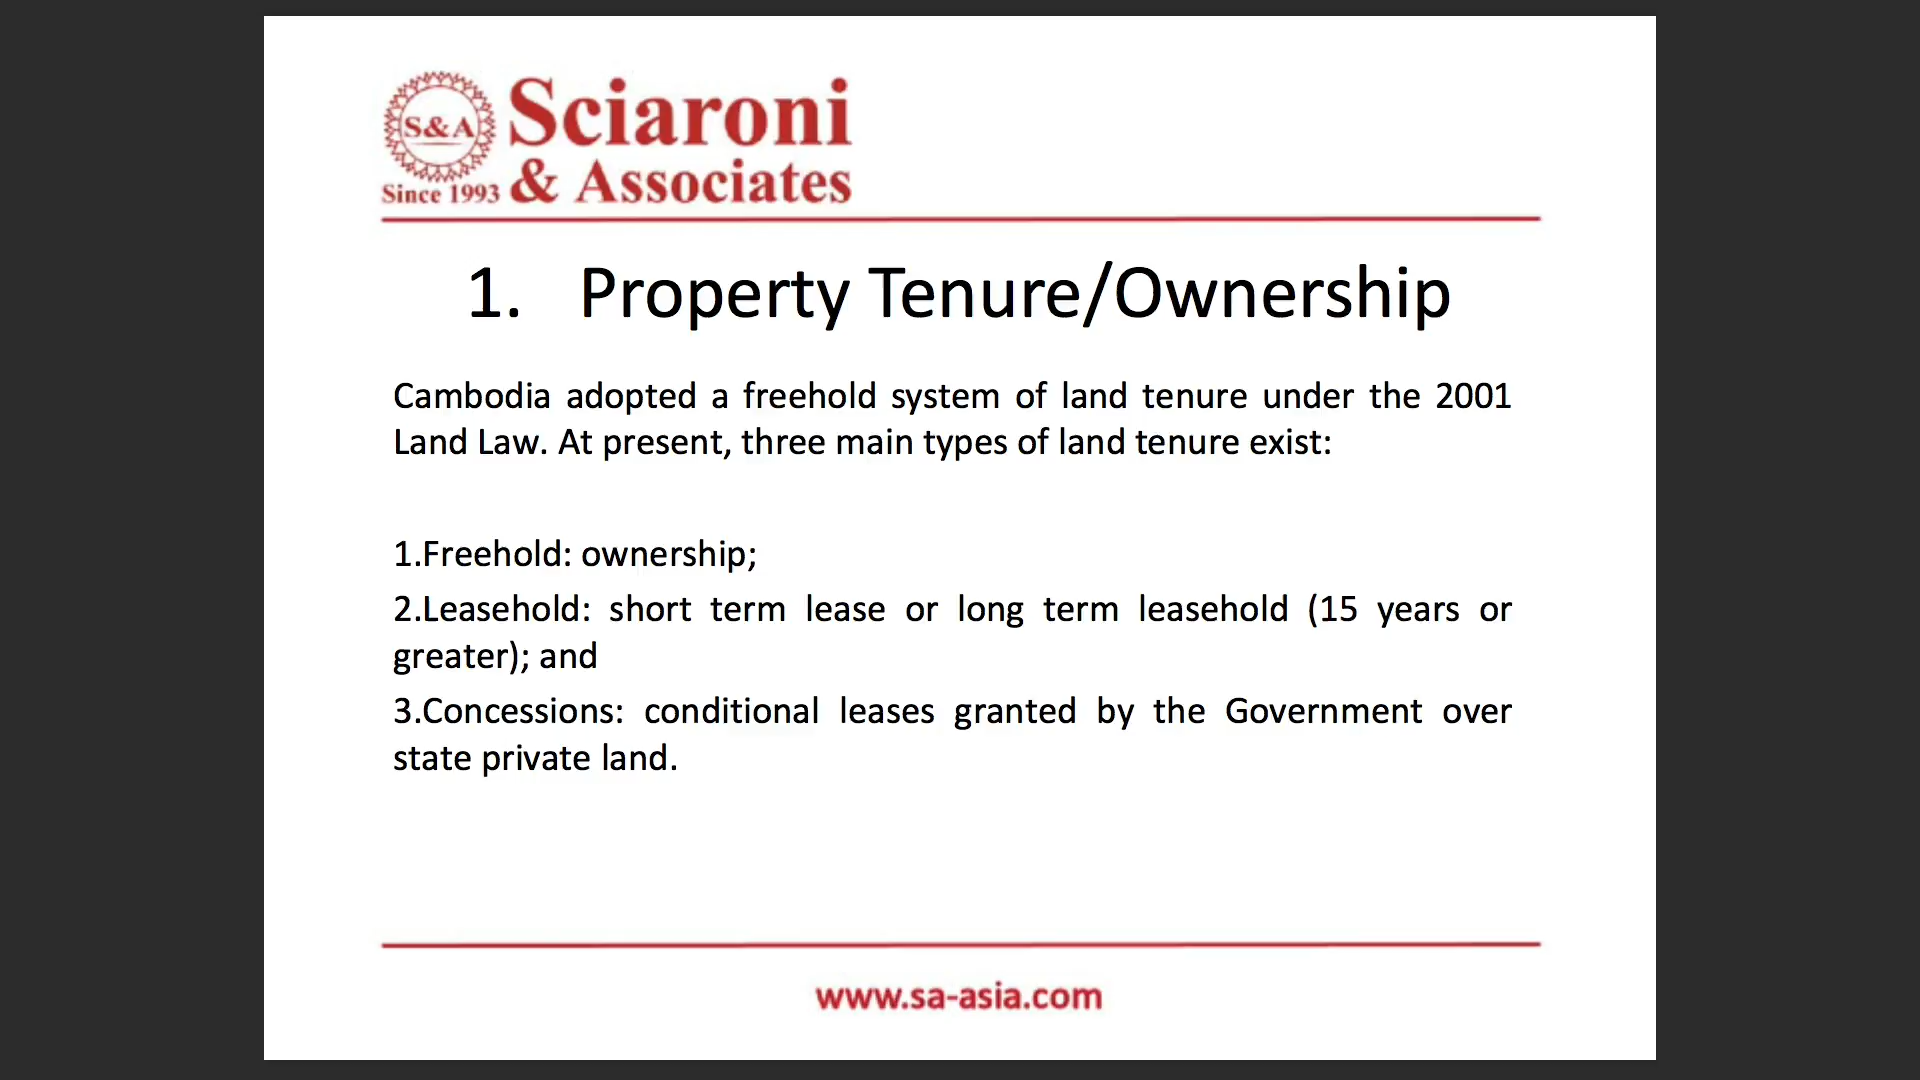 S&A
Since 1993
Sciaroni
& Associates
1. Property Tenure/Ownership
Cambodia adopted a freehold system of land tenure under the 2001
Land Law. At present, three main types of land tenure exist:
1.Freehold: ownership;
2.Leasehold: short term lease or long term leasehold (15 years or
greater); and
3.Concessions: conditional leases granted by the Government over
state private land.
www.sa-asia.com